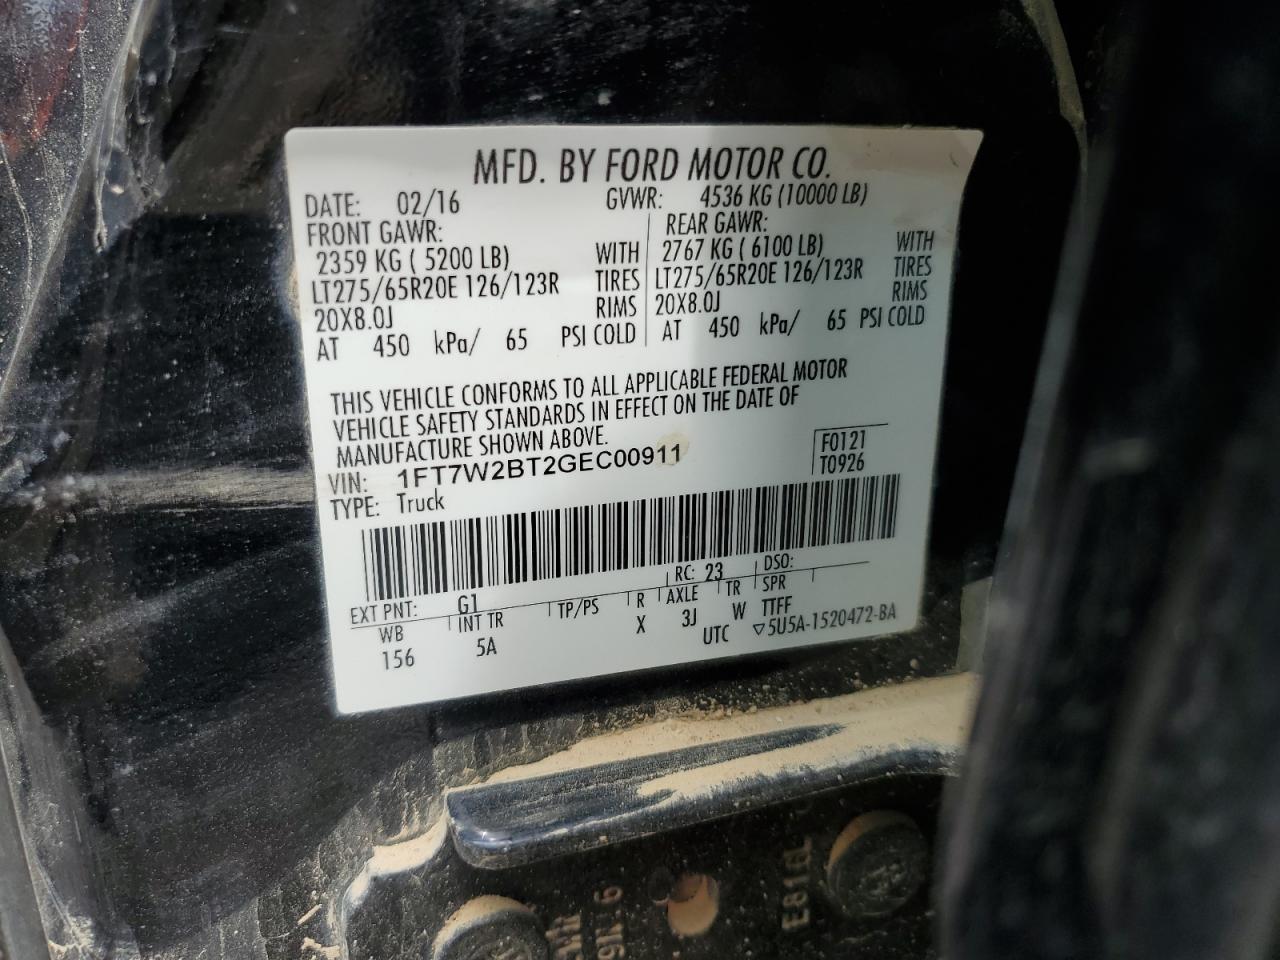 MFD. BY FORD MOTOR CO.
DATE: 02/16 GVWR: 4536 KG (10000 LB)
FRONT GAWR: REAR GAWR:
2359 KG ( 5200 LB) WITH 2767 KG ( 6100 LB) WITH
LT275/65R20E 126/123R TIRES LT275/65R20E 126/123R TIRES
20X8.0J RIMS 20X8.0J RIMS
AT 450 kPa/ 65 PSI COLD AT 450 kPa/ 65 PSI COLD
THIS VEHICLE CONFORMS TO ALL APPLICABLE FEDERAL MOTOR
VEHICLE SAFETY STANDARDS IN EFFECT ON THE DATE OF
MANUFACTURE SHOWN ABOVE.
F0121
VIN: 1FT7W2BT2GEC00911
T0926
TYPE: Truck
EXT PNT: G1 RC: 23 DSO:
WB INT TR TP/PS R AXLE TR SPR
156 5A X 3J W TTFF
UTC ▽5U5A-1520472-BA
E816L